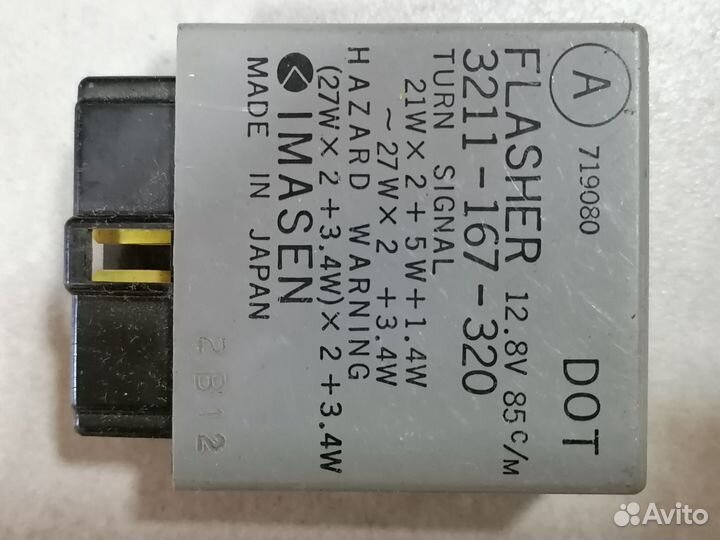 A 719080 DOT
FLASHER 12.8V 85C/M
3211-167-320
TURN SIGNAL
21W×2+5W+1.4W
~27W×2 +3.4W
HAZARD WARNING
(27W×2+3.4W)×2+3.4W
IMASEN
MADE IN JAPAN
2B12
Avito